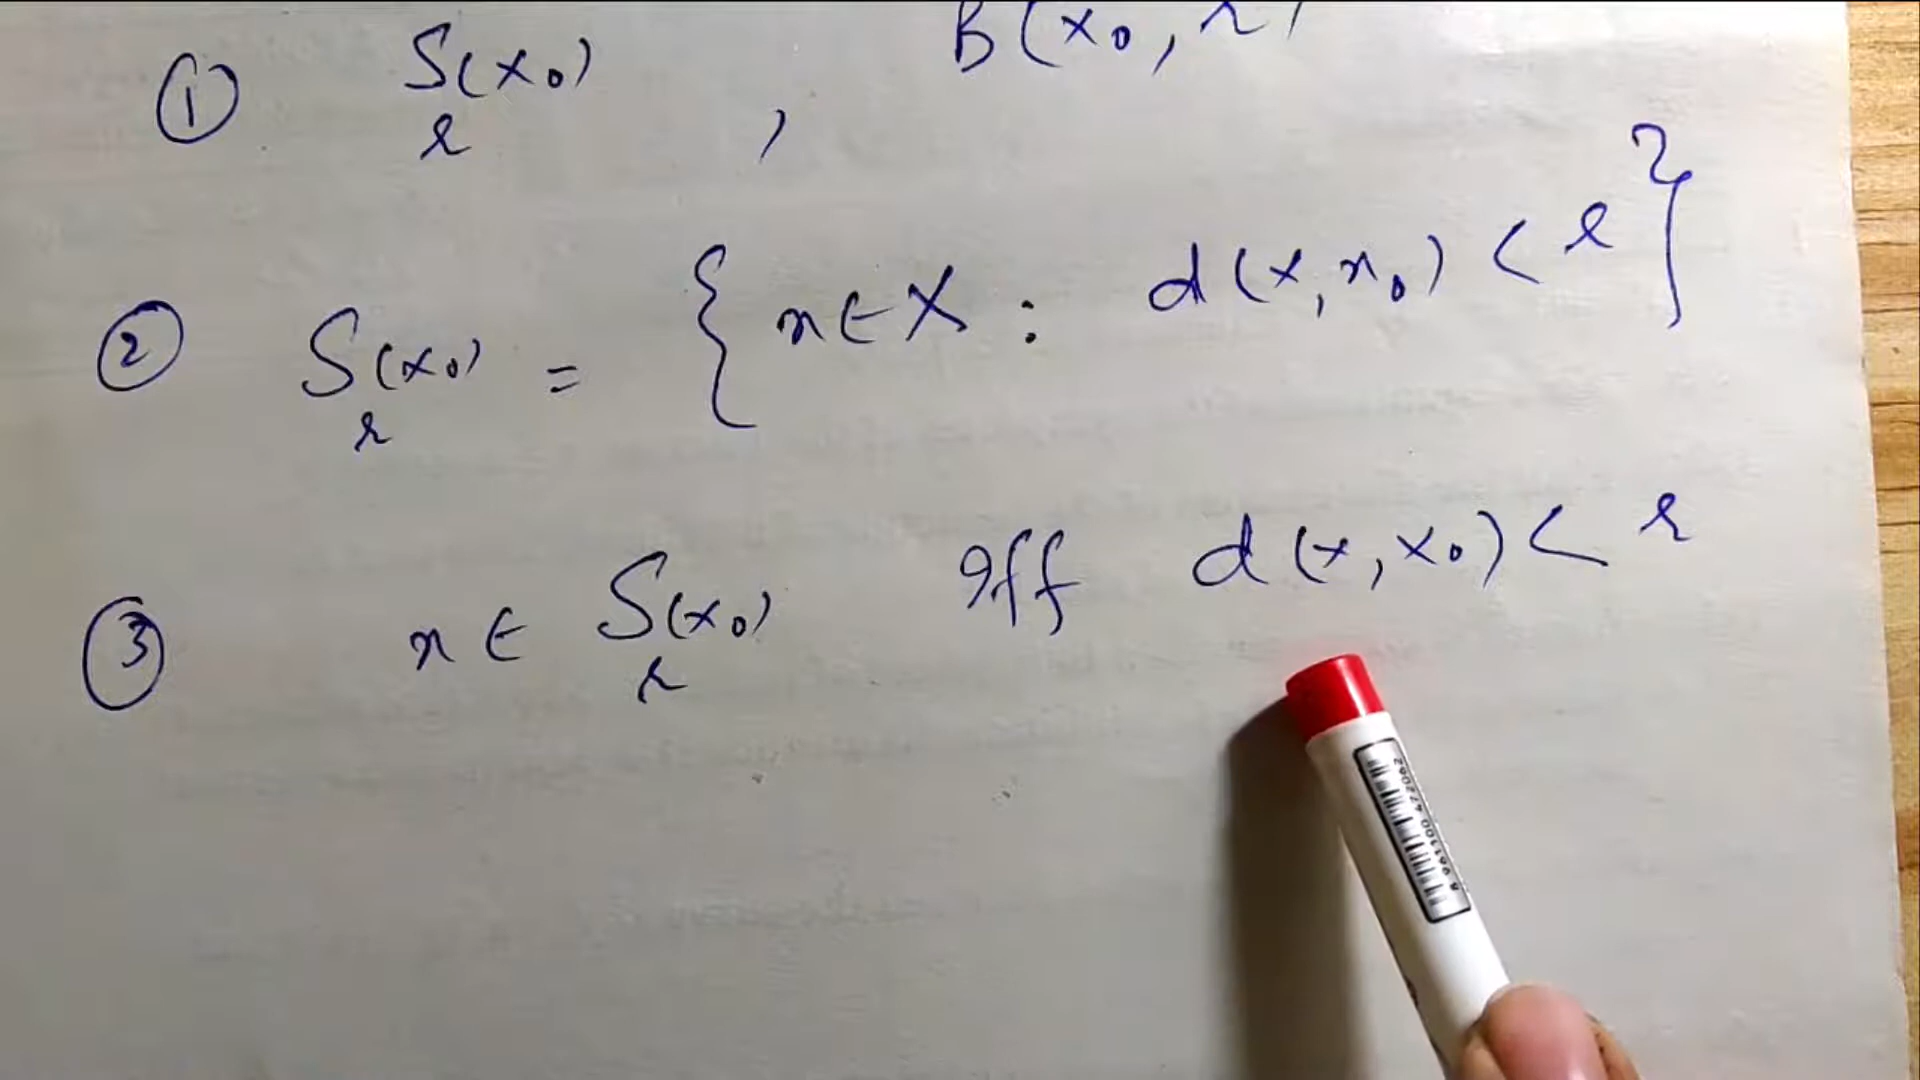 ① S_r(x₀) , B(x₀, r)
② S_r(x₀) = { x ∈ X : d(x, x₀) < r }
③ x ∈ S_r(x₀) iff d(x, x₀) < r